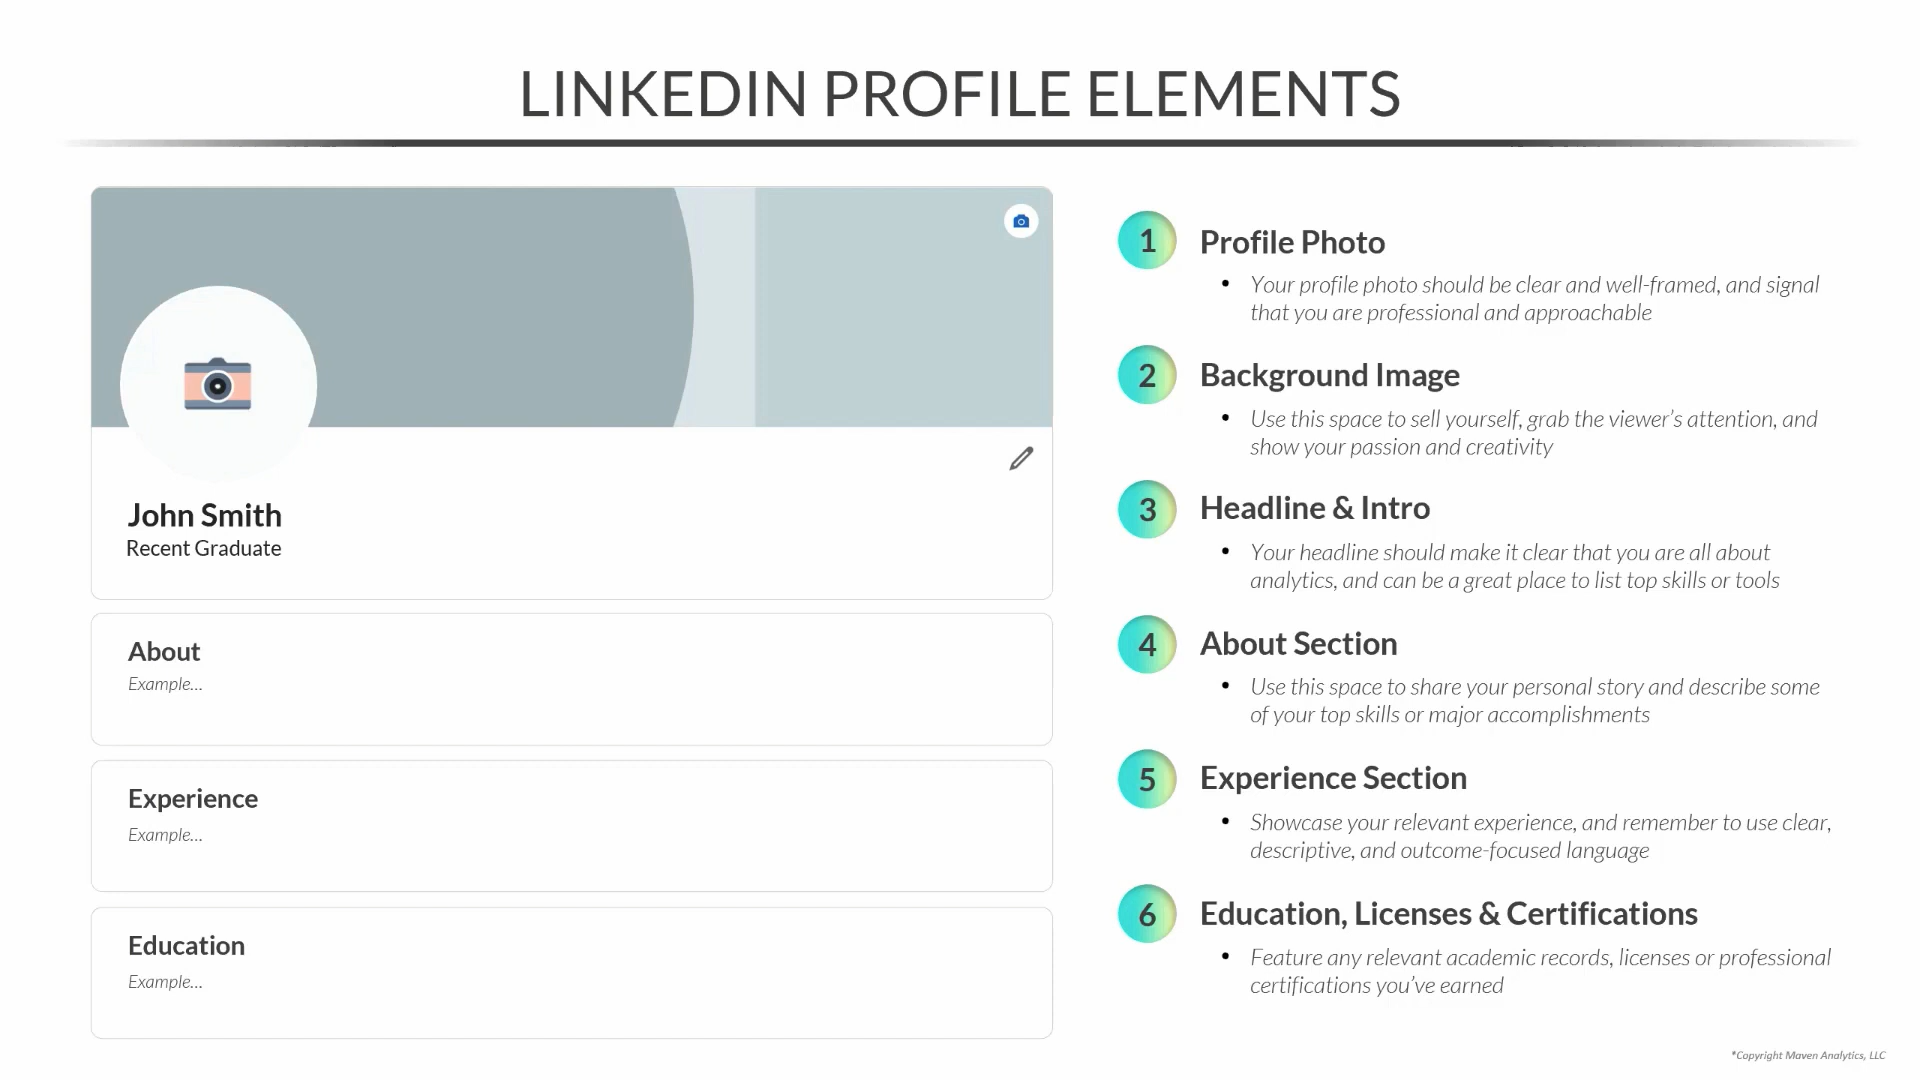 LINKEDIN PROFILE ELEMENTS
John Smith
Recent Graduate
About
Example...
Experience
Example...
Education
Example...
1 Profile Photo
• Your profile photo should be clear and well-framed, and signal
that you are professional and approachable
2 Background Image
• Use this space to sell yourself, grab the viewer's attention, and
show your passion and creativity
3 Headline & Intro
• Your headline should make it clear that you are all about
analytics, and can be a great place to list top skills or tools
4 About Section
• Use this space to share your personal story and describe some
of your top skills or major accomplishments
5 Experience Section
• Showcase your relevant experience, and remember to use clear,
descriptive, and outcome-focused language
6 Education, Licenses & Certifications
• Feature any relevant academic records, licenses or professional
certifications you've earned
*Copyright Maven Analytics, LLC